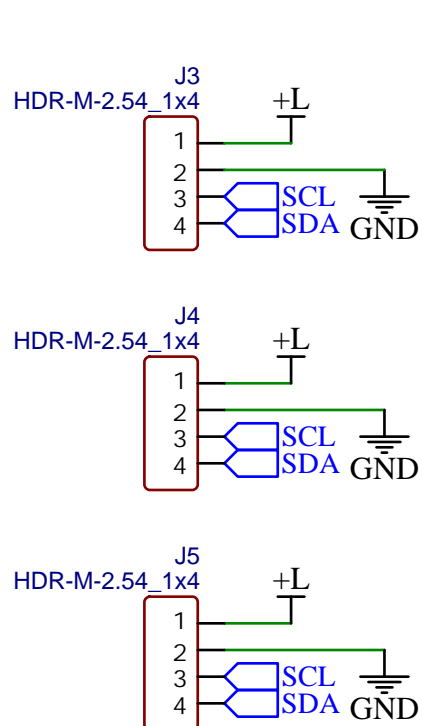 J3
HDR-M-2.54_1x4
+L
1
2
3
SCL
4
SDA
GND
J4
HDR-M-2.54_1x4
+L
1
2
3
SCL
4
SDA
GND
J5
HDR-M-2.54_1x4
+L
1
2
3
SCL
4
SDA
GND